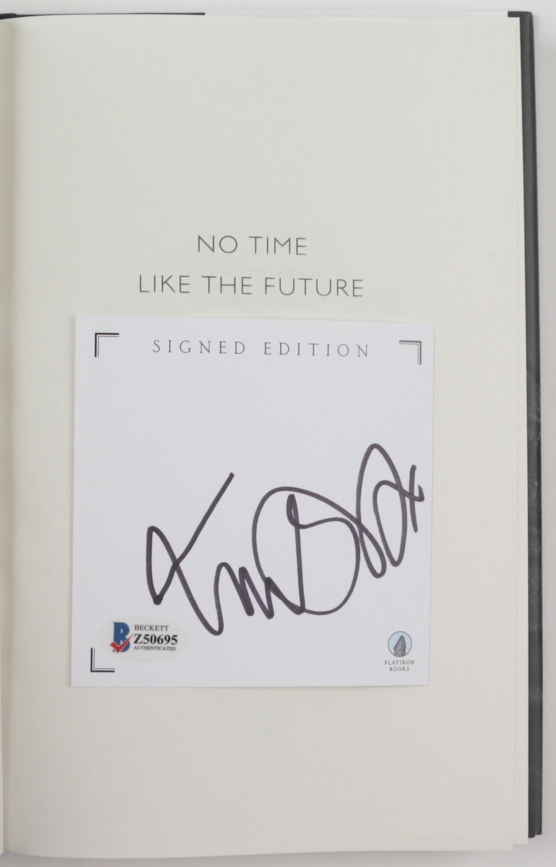 NO TIME
LIKE THE FUTURE
SIGNED EDITION
BECKETT
Z50695
AUTHENTICATED
FLATIRON
BOOKS